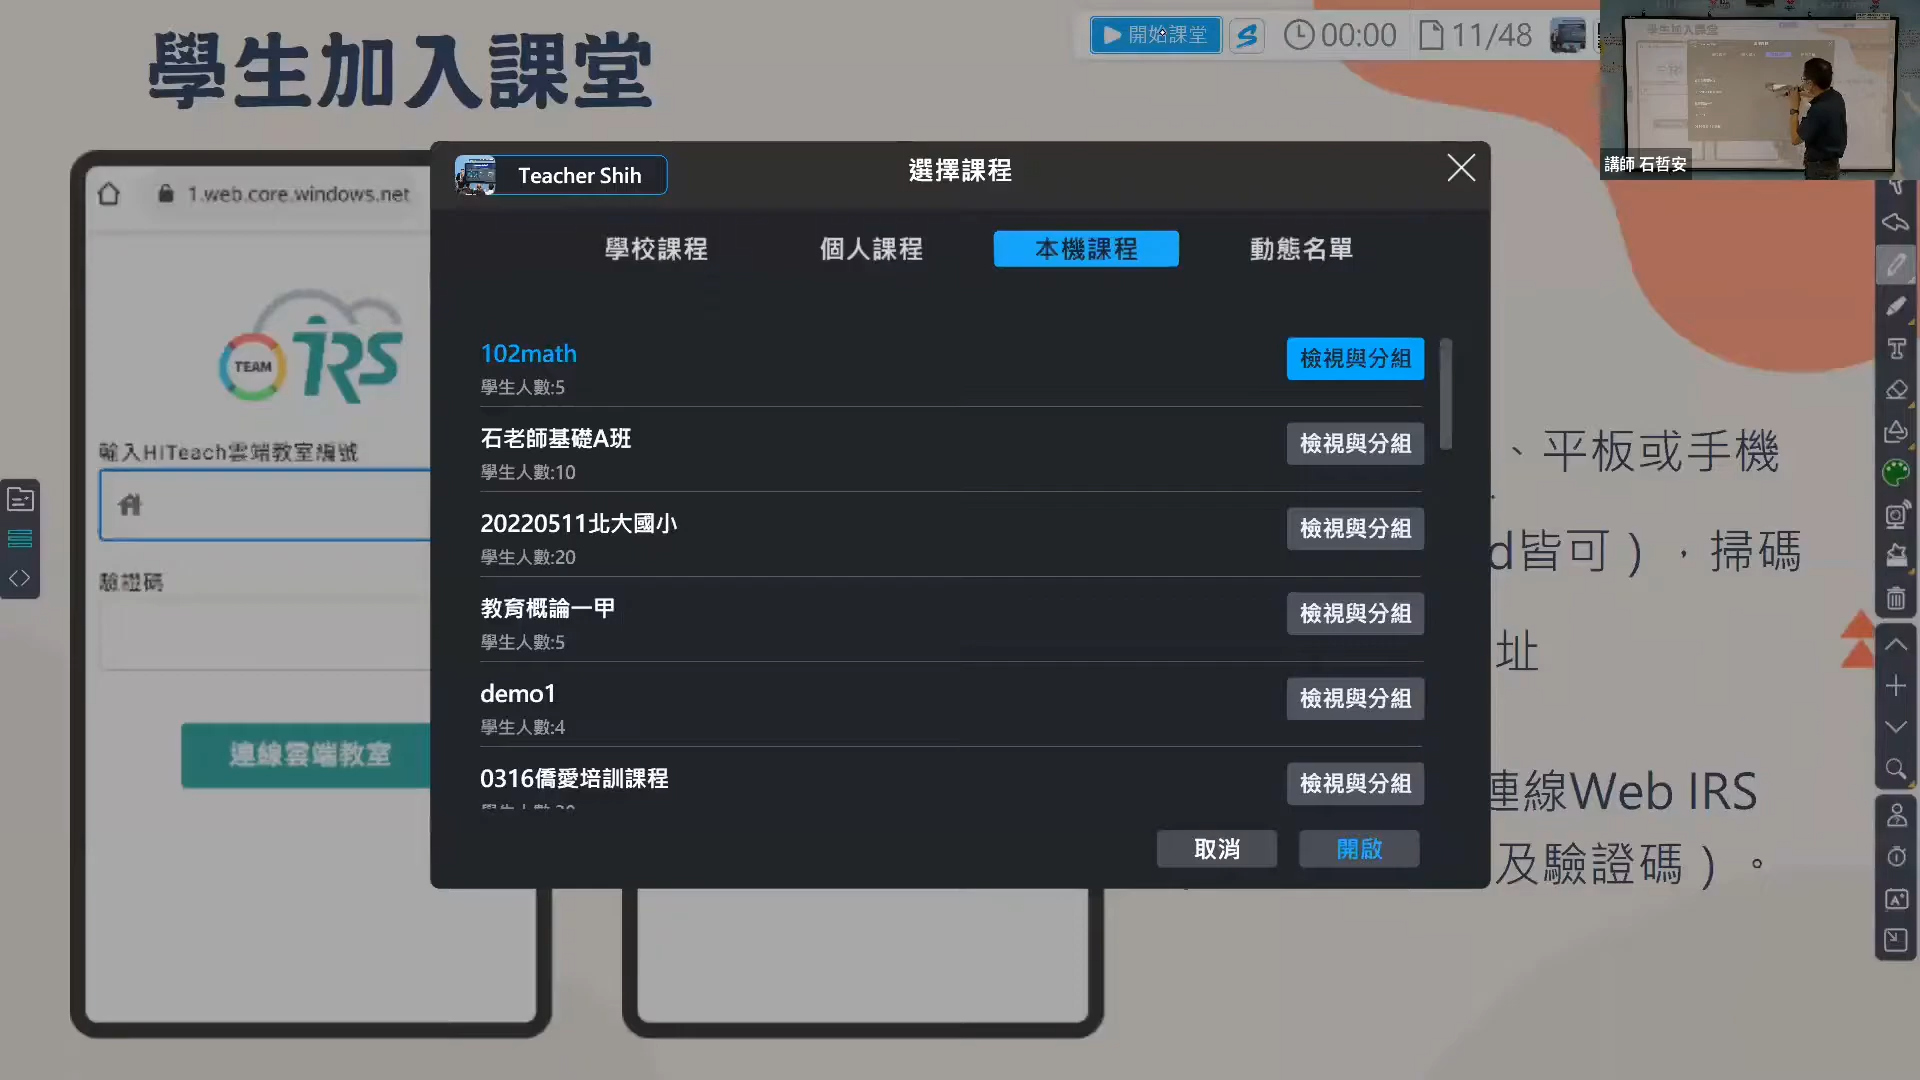 學生加入課堂
開始課堂
00:00
11/48
講師 石哲安
1.web.core.windows.net
TEAM
IRS
輸入HiTeach雲端教室編號
驗證碼
連線雲端教室
Teacher Shih
選擇課程
學校課程
個人課程
本機課程
動態名單
102math
學生人數:5
檢視與分組
石老師基礎A班
學生人數:10
檢視與分組
20220511北大國小
學生人數:20
檢視與分組
教育概論一甲
學生人數:5
檢視與分組
demo1
學生人數:4
檢視與分組
0316僑愛培訓課程
檢視與分組
取消
開啟
、平板或手機
d皆可），掃碼
址
連線Web IRS
及驗證碼）。